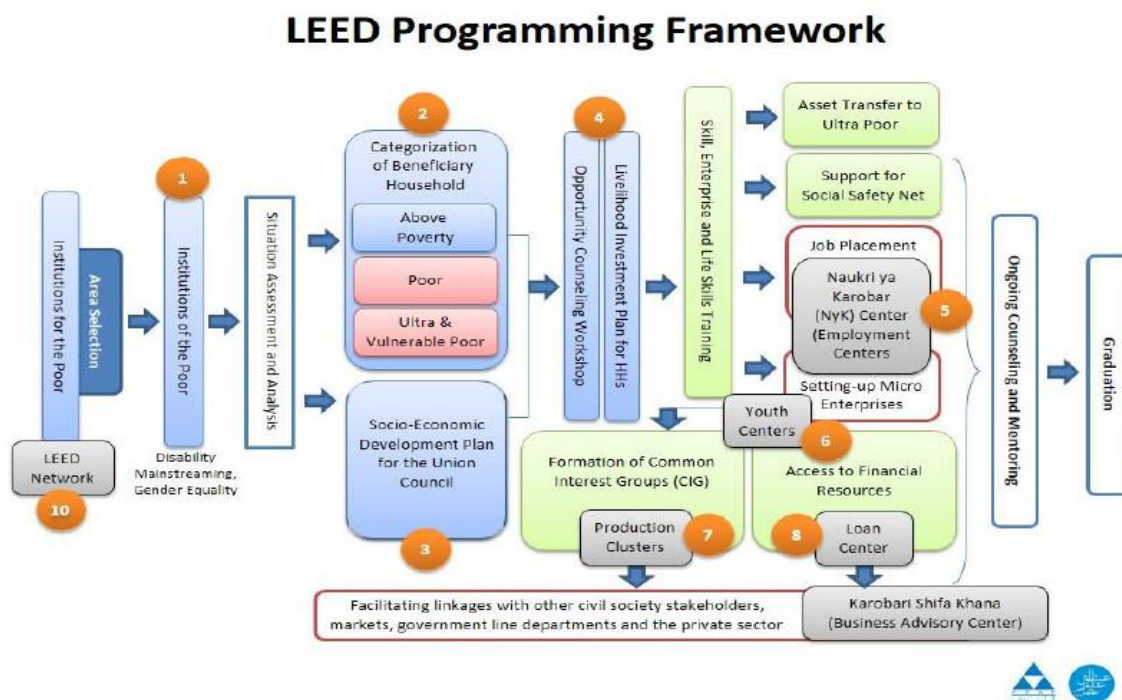 LEED Programming Framework
Institutions for the Poor
Area Selection
LEED
Network
10
1
Institutions of the Poor
Disability
Mainstreaming,
Gender Equality
Situation Assessment and Analysis
2
Categorization
of Beneficiary
Household
Above
Poverty
Poor
Ultra &
Vulnerable Poor
Socio-Economic
Development Plan
for the Union
Council
3
4
Opportunity Counseling Workshop
Livelihood Investment Plan for HHs
Skill, Enterprise and Life Skills Training
Asset Transfer to
Ultra Poor
Support for
Social Safety Net
Job Placement
Naukri ya
Karobar
(NyK) Center
(Employment
Centers
5
Setting-up Micro
Enterprises
Youth
Centers
6
Formation of Common
Interest Groups (CIG)
Production
Clusters
7
Access to Financial
Resources
8
Loan
Center
Facilitating linkages with other civil society stakeholders,
markets, government line departments and the private sector
Karobari Shifa Khana
(Business Advisory Center)
Ongoing Counseling and Mentoring
Graduation